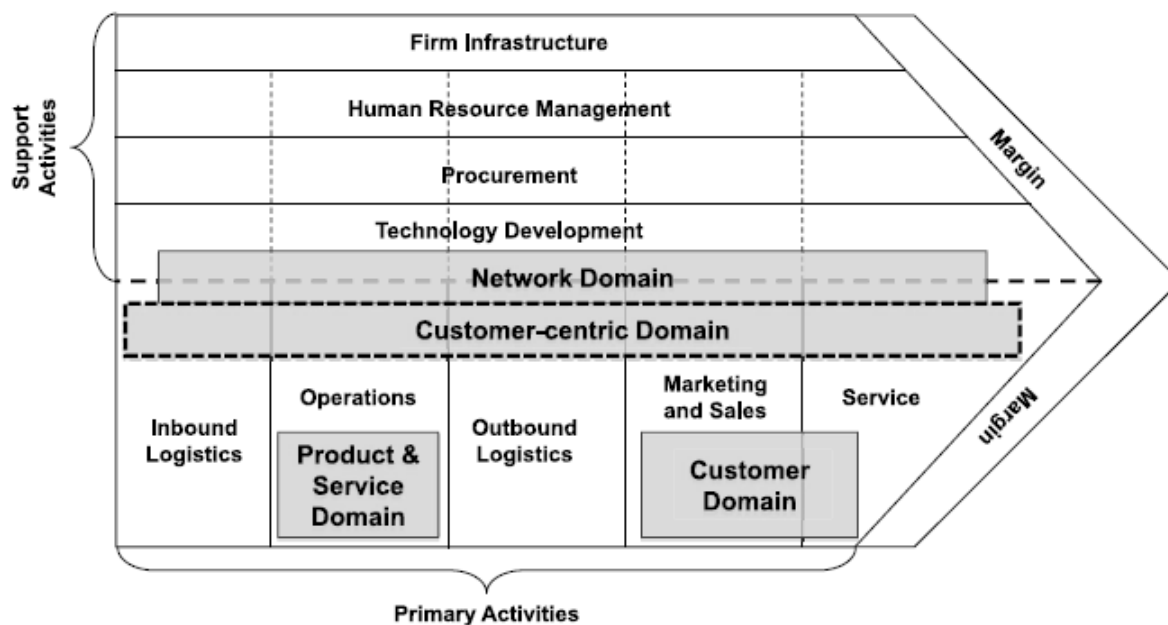 Support
Activities
Firm Infrastructure
Human Resource Management
Procurement
Technology Development
Network Domain
Customer-centric Domain
Margin
Margin
Inbound
Logistics
Operations
Product &
Service
Domain
Outbound
Logistics
Marketing
and Sales
Service
Customer
Domain
Primary Activities